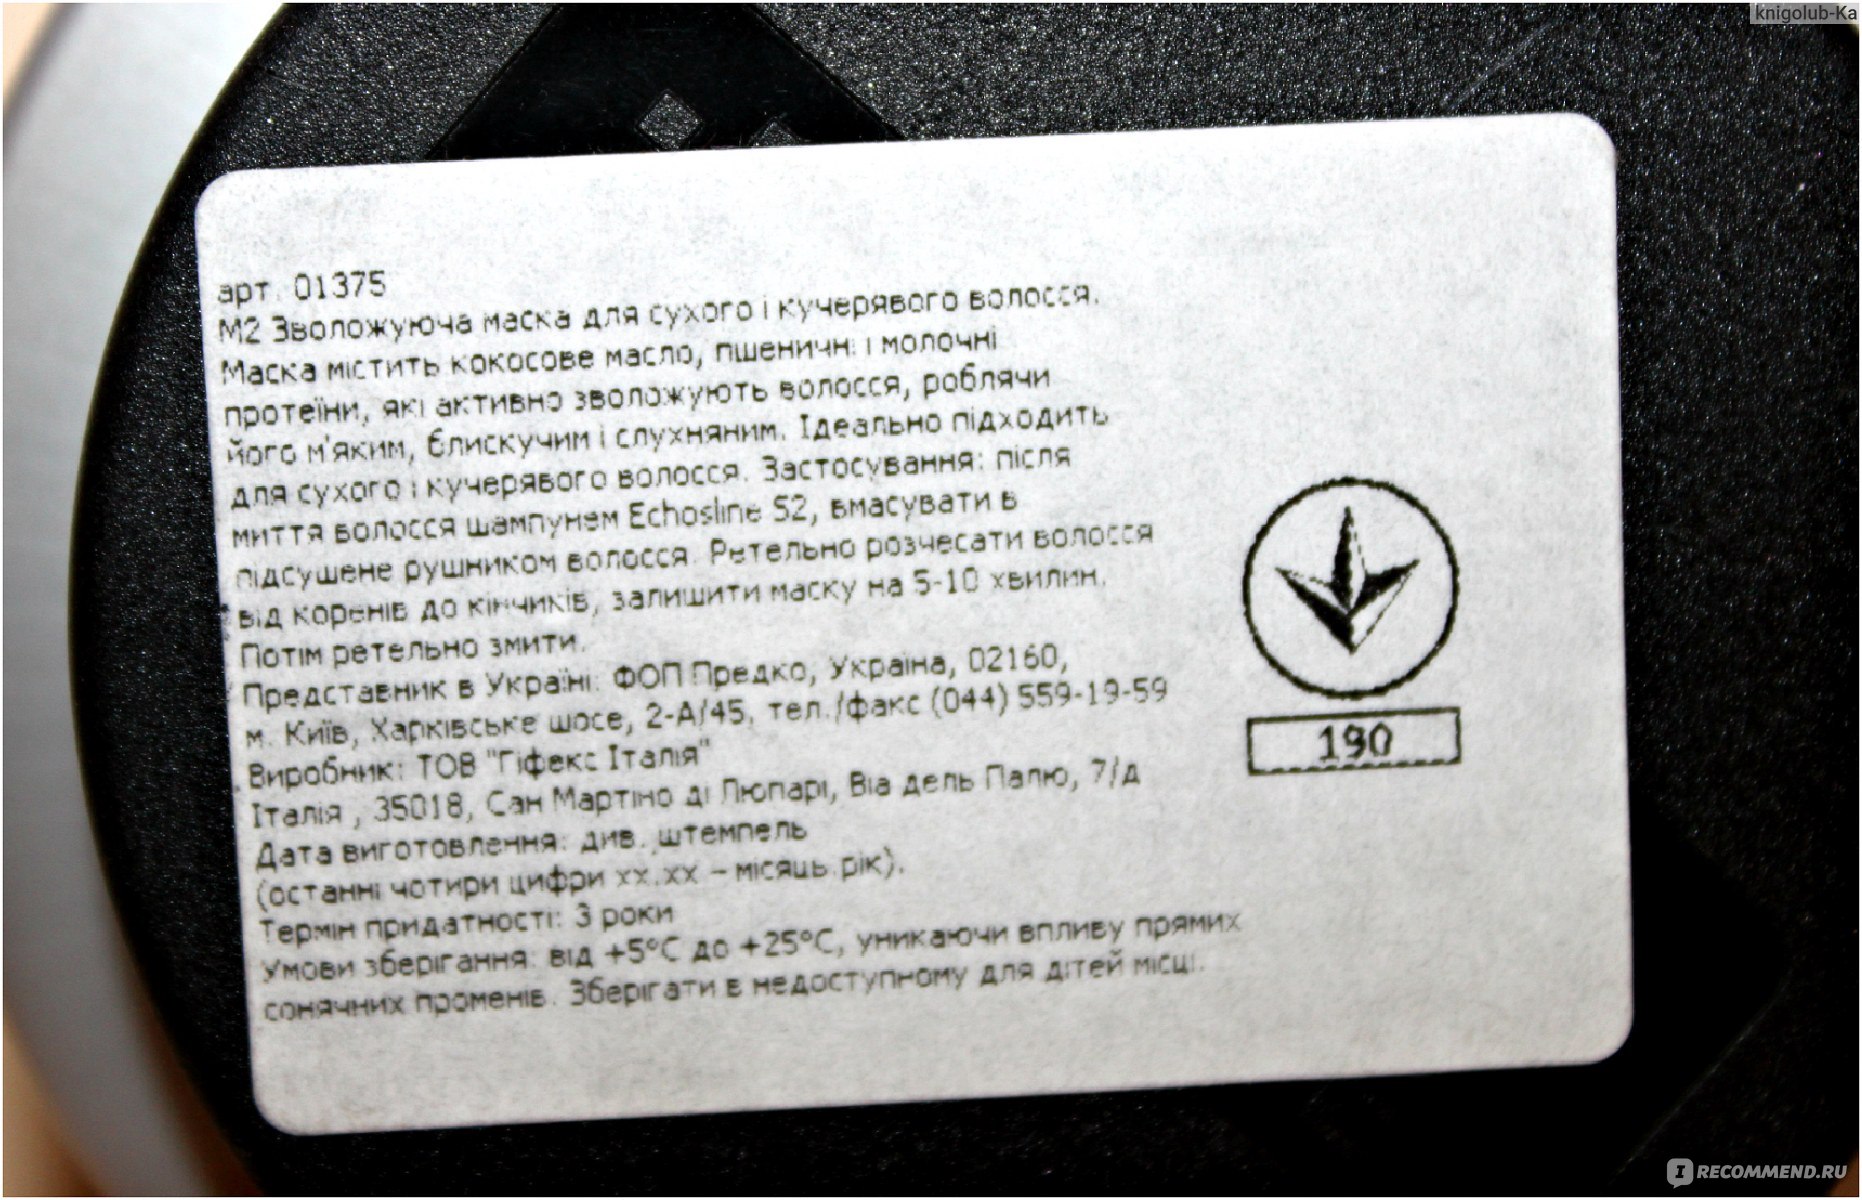 knigolub-Ka
арт. 01375
М2 Зволожуюча маска для сухого і кучерявого волосся.
Маска містить кокосове масло, пшеничні і молочні
протеїни, які активно зволожують волосся, роблячи
його м'яким, блискучим і слухняним. Ідеально підходить
для сухого і кучерявого волосся. Застосування: після
миття волосся шампунем Echosline S2, вмасувати в
підсушене рушником волосся. Ретельно розчесати волосся
від коренів до кінчиків, залишити маску на 5-10 хвилин.
Потім ретельно змити.
Представник в Україні: ФОП Предко, Україна, 02160,
м. Київ, Харківське шосе, 2-А/45, тел./факс (044) 559-19-59
Виробник: ТОВ "Гіфекс Італія"
Італія , 35018, Сан Мартіно ді Люпарі, Віа дель Палю, 7/д
Дата виготовлення: див. штемпель
(останні чотири цифри хх.хх – місяць.рік).
Термін придатності: 3 роки
Умови зберігання: від +5°С до +25°С, уникаючи впливу прямих
сонячних променів. Зберігати в недоступному для дітей місці.
190
IRECOMMEND.RU